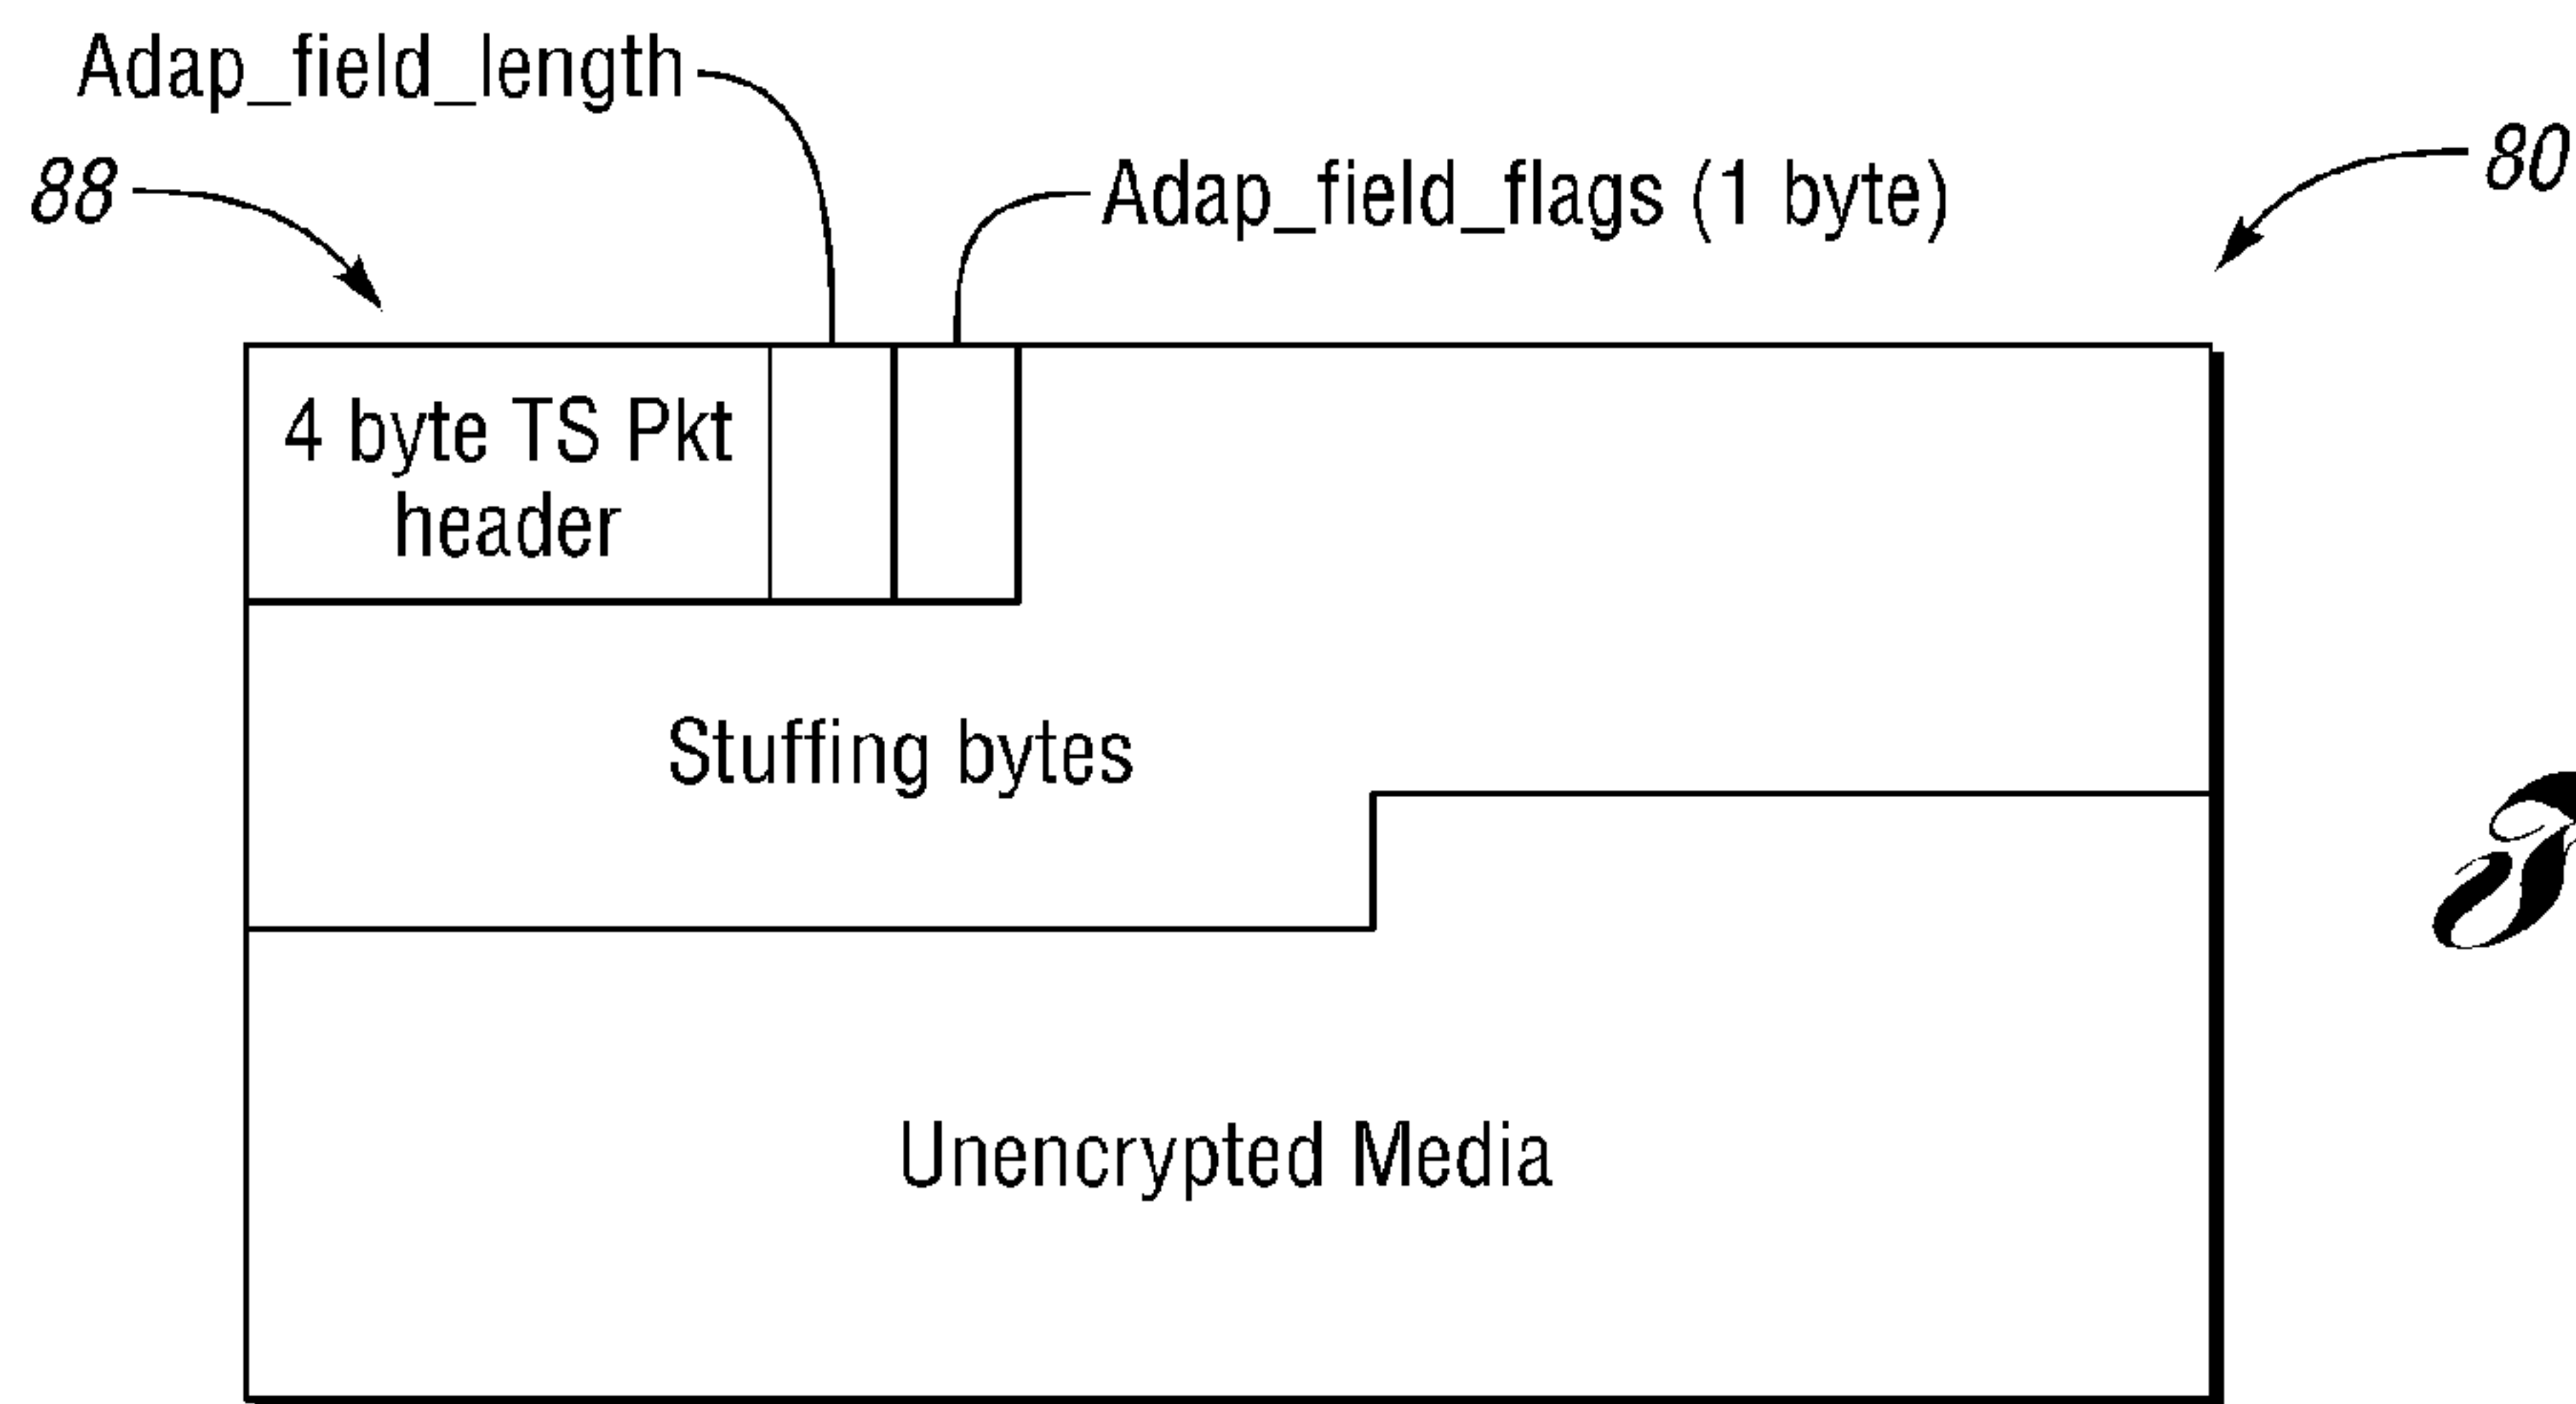 Adap_field_length
88
Adap_field_flags (1 byte)
80
4 byte TS Pkt
header
Stuffing bytes
Unencrypted Media